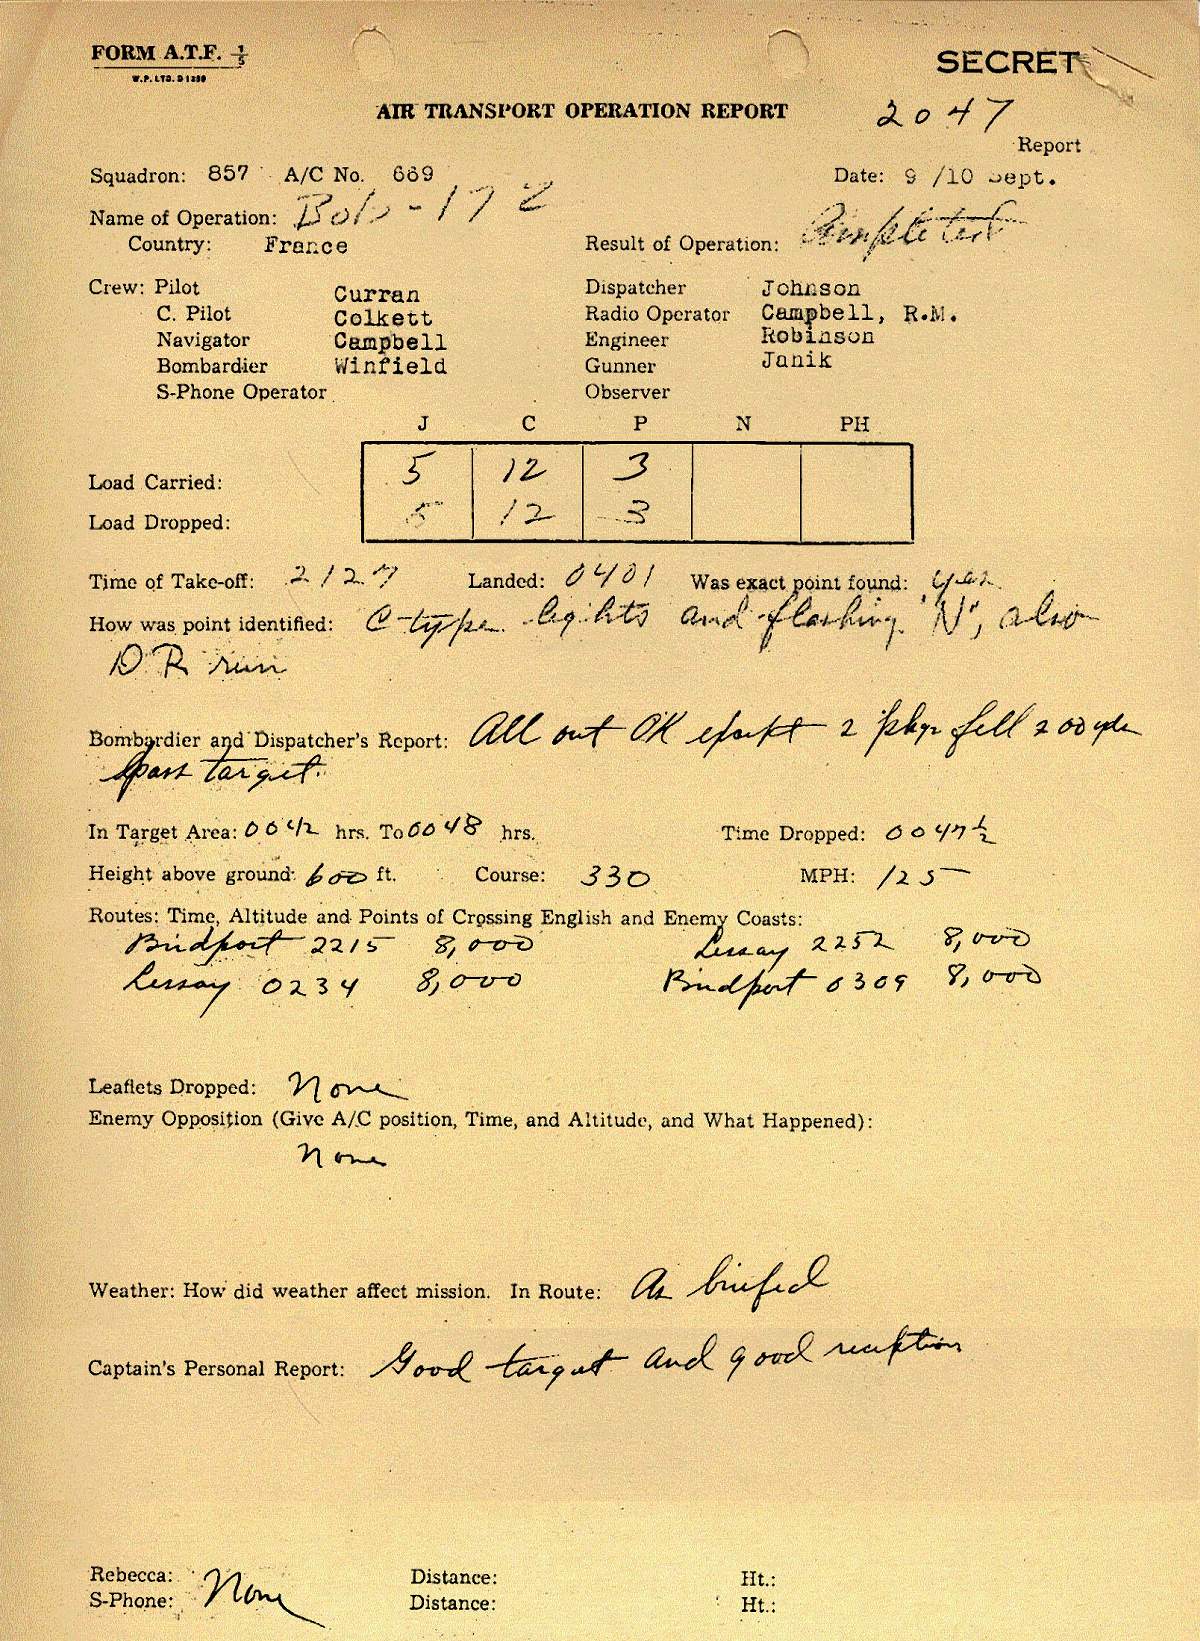 FORM A.T.F. 1/5
W.P. LTD. D1399
SECRET
AIR TRANSPORT OPERATION REPORT
2047
Report
Squadron: 857 A/C No. 669 Date: 9/10 Sept.
Name of Operation: Bob-172
Country: France Result of Operation: Completed
Crew: Pilot Curran Dispatcher Johnson
C. Pilot Colkett Radio Operator Campbell, R.M.
Navigator Campbell Engineer Robinson
Bombardier Winfield Gunner Janik
S-Phone Operator Observer
J C P N PH
Load Carried: 5 12 3
Load Dropped: 5 12 3
Time of Take-off: 2127 Landed: 0401 Was exact point found: yes
How was point identified: C-type lights and flashing "N", also
D R run
Bombardier and Dispatcher's Report: All out OK 2 pkgs fell 200 yds
past target.
In Target Area: 0042 hrs. To 0048 hrs. Time Dropped: 0047½
Height above ground: 600 ft. Course: 330 MPH: 125
Routes: Time, Altitude and Points of Crossing English and Enemy Coasts:
Bridport 2215 8,000 Lessay 2252 8,000
Lessay 0234 8,000 Bridport 0309 8,000
Leaflets Dropped: None
Enemy Opposition (Give A/C position, Time, and Altitude, and What Happened):
None
Weather: How did weather affect mission. In Route: As briefed
Captain's Personal Report: Good target and good reception
Rebecca: None Distance: Ht.:
S-Phone: Distance: Ht.: